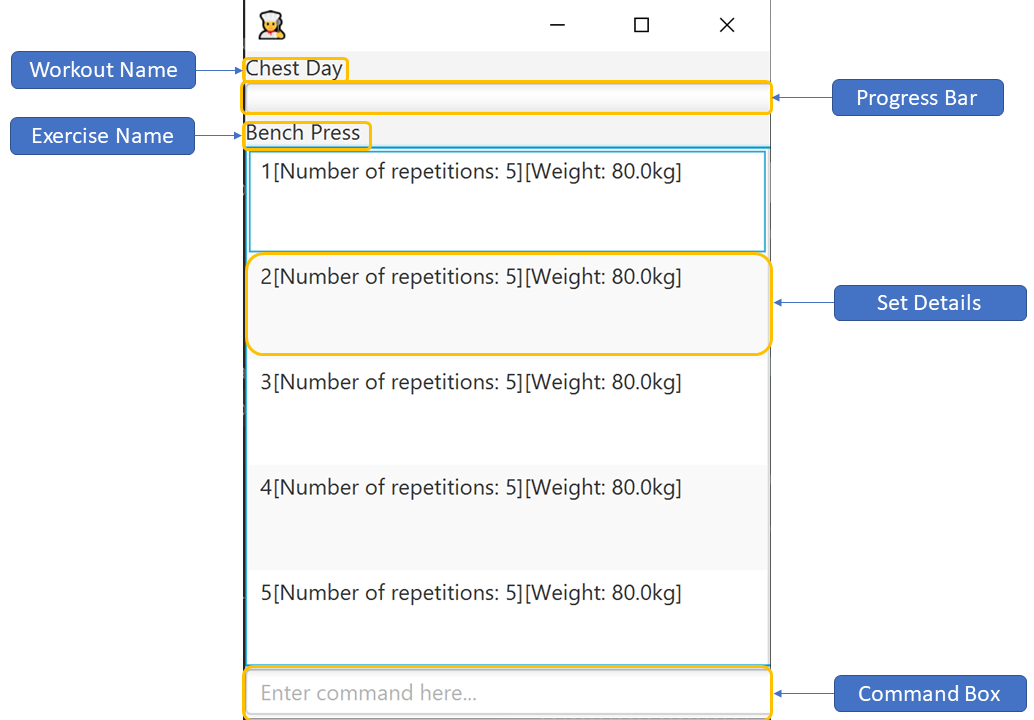 Workout Name
Chest Day
Progress Bar
Exercise Name
Bench Press
1[Number of repetitions: 5][Weight: 80.0kg]
2[Number of repetitions: 5][Weight: 80.0kg]
Set Details
3[Number of repetitions: 5][Weight: 80.0kg]
4[Number of repetitions: 5][Weight: 80.0kg]
5[Number of repetitions: 5][Weight: 80.0kg]
Enter command here...
Command Box